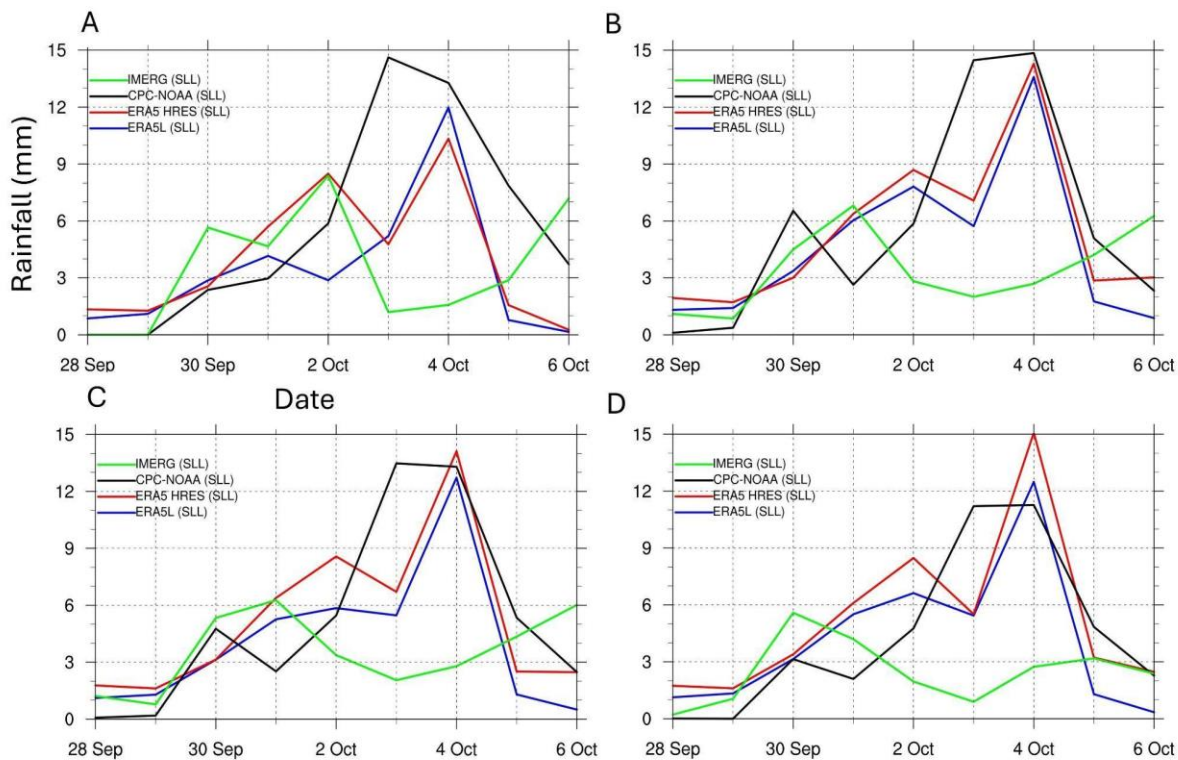 A
Rainfall (mm)
15
12
9
6
3
0
IMERG (SLL)
CPC-NOAA (SLL)
ERA5 HRES (SLL)
ERA5L (SLL)
28 Sep 30 Sep 2 Oct 4 Oct 6 Oct
B
15
12
9
6
3
0
IMERG (SLL)
CPC-NOAA (SLL)
ERA5 HRES (SLL)
ERA5L (SLL)
28 Sep 30 Sep 2 Oct 4 Oct 6 Oct
C
Date
15
12
9
6
3
0
IMERG (SLL)
CPC-NOAA (SLL)
ERA5 HRES (SLL)
ERA5L (SLL)
28 Sep 30 Sep 2 Oct 4 Oct 6 Oct
D
15
12
9
6
3
0
IMERG (SLL)
CPC-NOAA (SLL)
ERA5 HRES (SLL)
ERA5L (SLL)
28 Sep 30 Sep 2 Oct 4 Oct 6 Oct